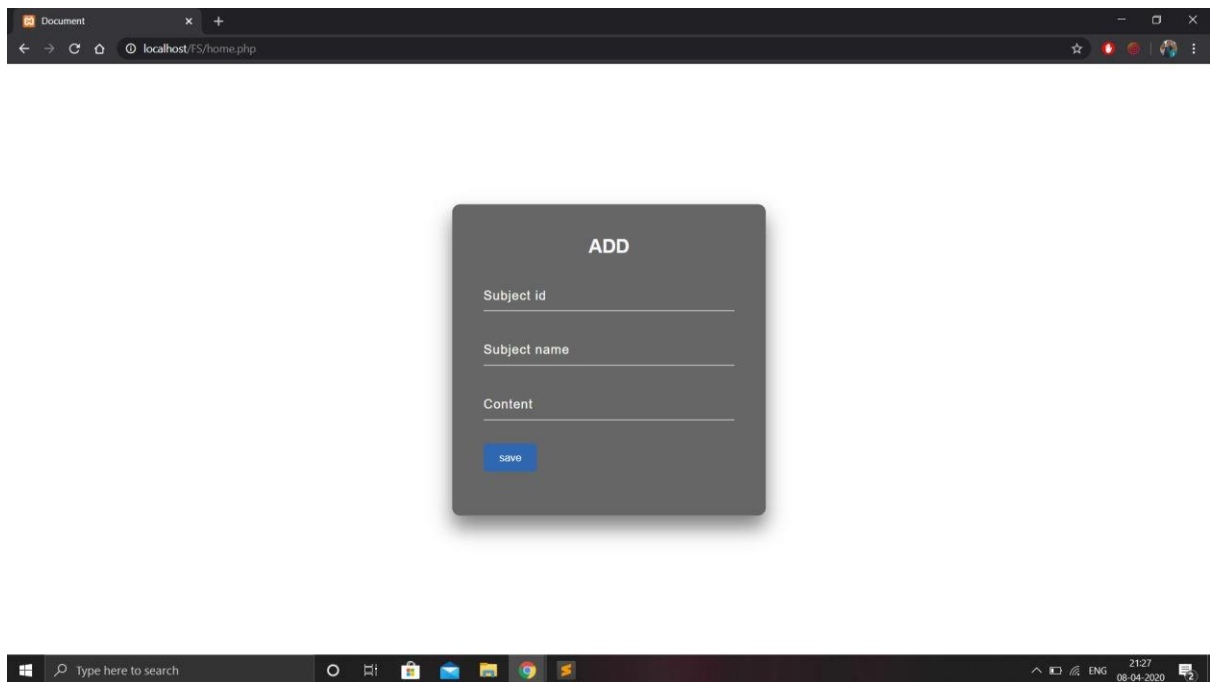 Document
localhost/FS/home.php
ADD
Subject id
Subject name
Content
save
Type here to search
ENG
21:27
08-04-2020
2